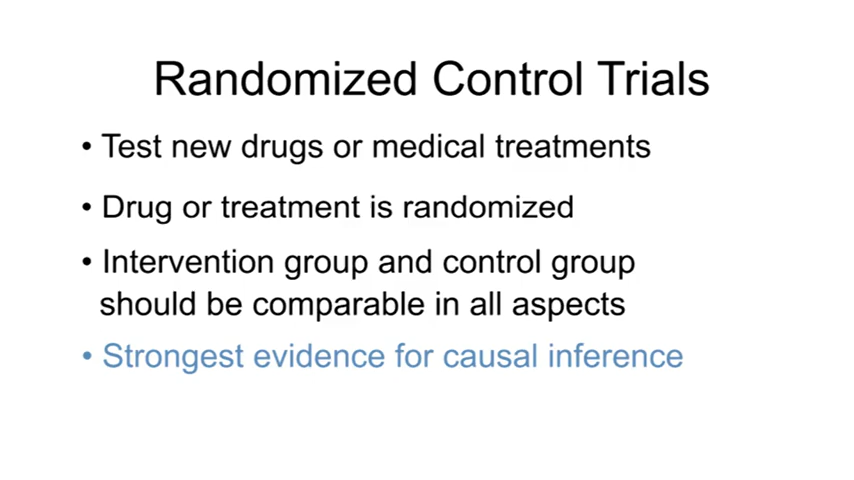 Randomized Control Trials
• Test new drugs or medical treatments
• Drug or treatment is randomized
• Intervention group and control group
should be comparable in all aspects
• Strongest evidence for causal inference